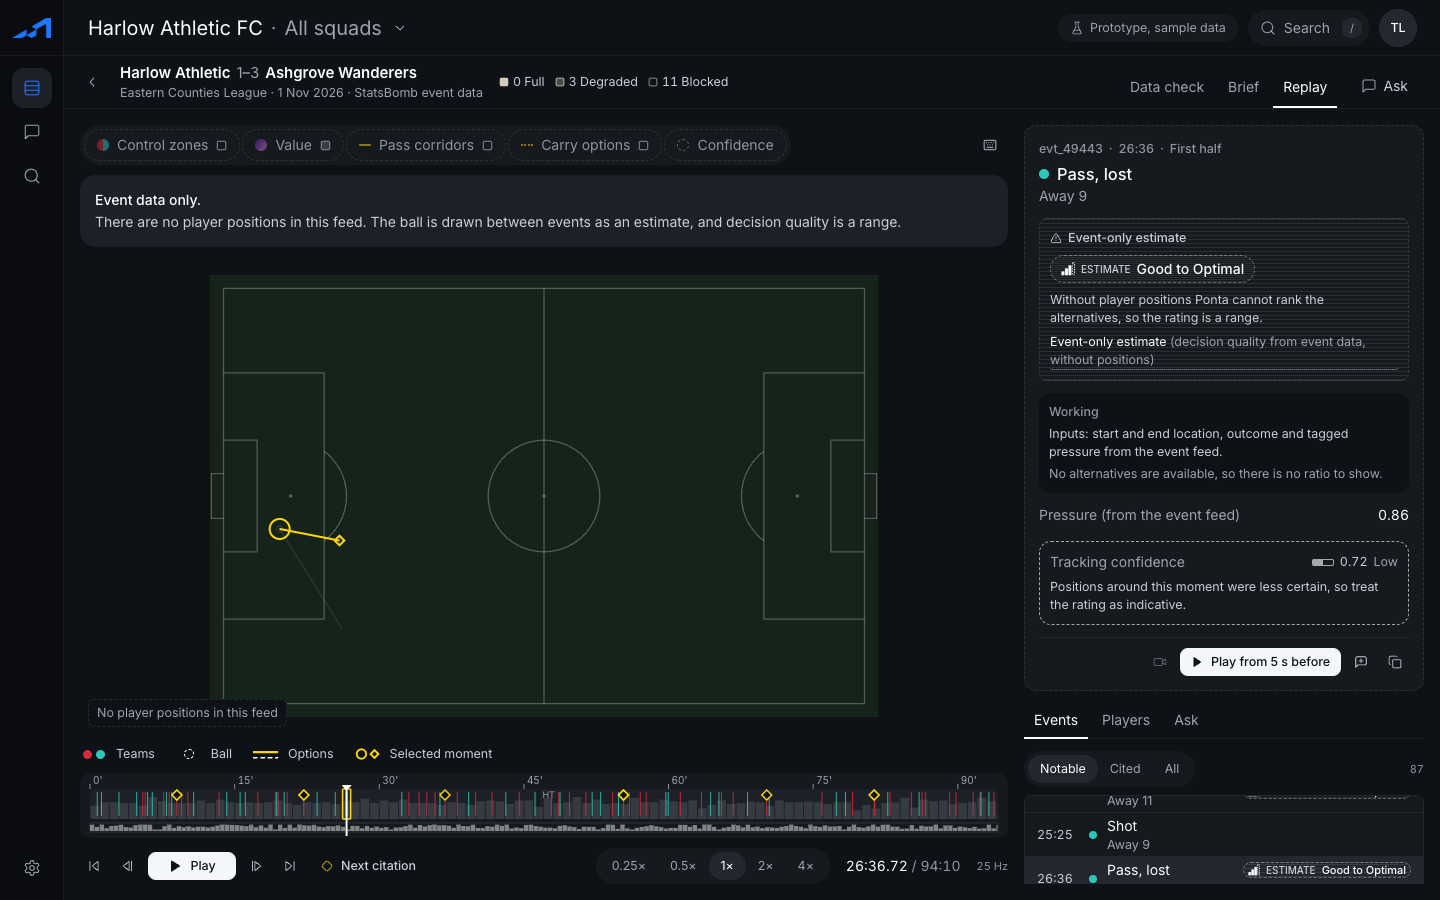 Harlow Athletic FC · All squads
Prototype, sample data
Search /
TL
Harlow Athletic 1–3 Ashgrove Wanderers
Eastern Counties League · 1 Nov 2026 · StatsBomb event data
0 Full
3 Degraded
11 Blocked
Data check
Brief
Replay
Ask
Control zones
Value
Pass corridors
Carry options
Confidence
Event data only.
There are no player positions in this feed. The ball is drawn between events as an estimate, and decision quality is a range.
No player positions in this feed
Teams
Ball
Options
Selected moment
0'
15'
30'
45'
HT
60'
75'
90'
Play
Next citation
0.25×
0.5×
1×
2×
4×
26:36.72 / 94:10
25 Hz
evt_49443 · 26:36 · First half
Pass, lost
Away 9
Event-only estimate
ESTIMATE Good to Optimal
Without player positions Ponta cannot rank the
alternatives, so the rating is a range.
Event-only estimate (decision quality from event data,
without positions)
Working
Inputs: start and end location, outcome and tagged
pressure from the event feed.
No alternatives are available, so there is no ratio to show.
Pressure (from the event feed) 0.86
Tracking confidence 0.72 Low
Positions around this moment were less certain, so treat
the rating as indicative.
Play from 5 s before
Events
Players
Ask
Notable
Cited
All
87
Away 11
25:25
Shot
Away 9
26:36
Pass, lost
ESTIMATE Good to Optimal